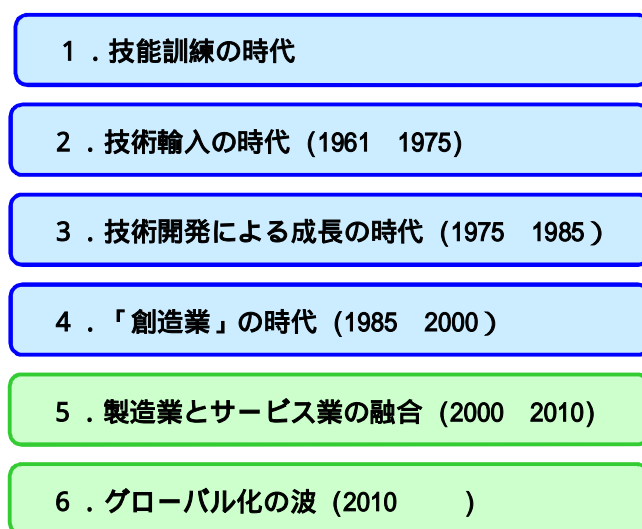 1．技能訓練の時代
2．技術輸入の時代 (1961　1975)
3．技術開発による成長の時代 (1975　1985）
4．「創造業」の時代 (1985　2000）
5．製造業とサービス業の融合 (2000　2010)
6．グローバル化の波 (2010　　)